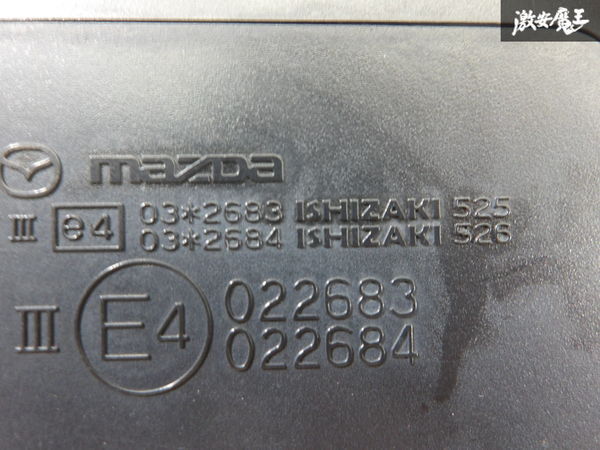 激安魔王
mazda
III e4 03*2683 ISHIZAKI 525
03*2684 ISHIZAKI 526
III E4 022683
022684